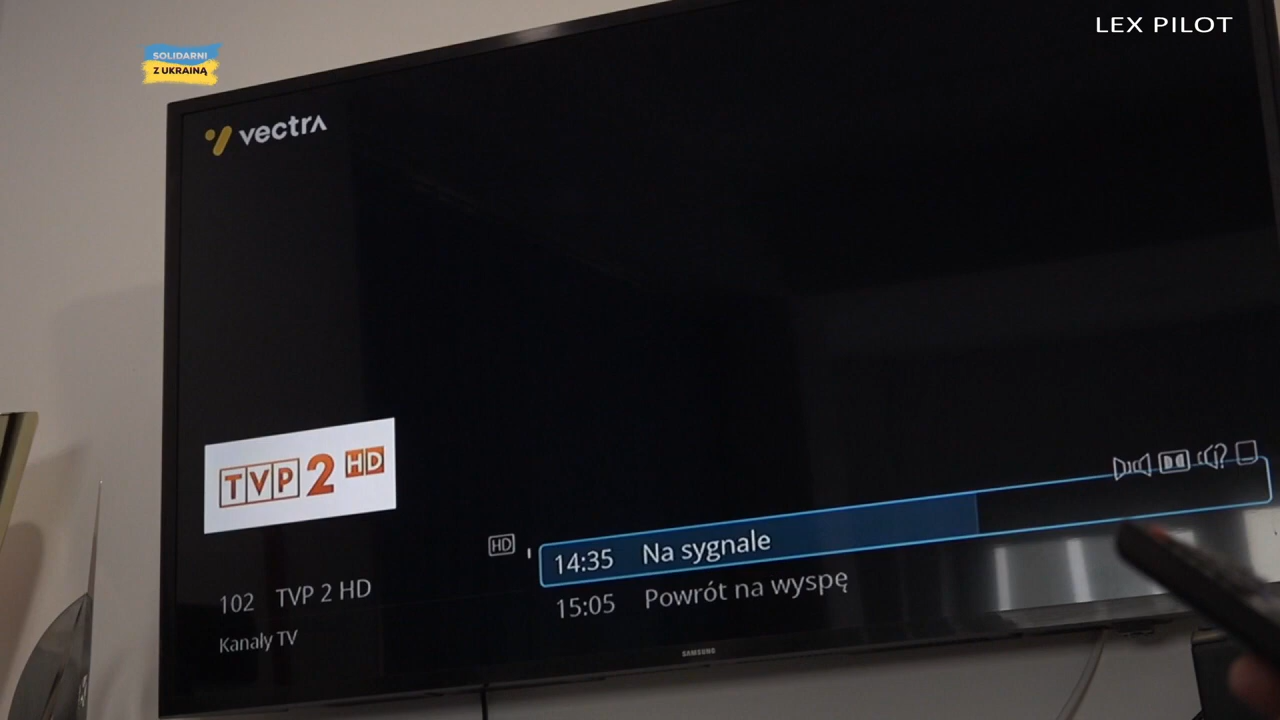 LEX PILOT
SOLIDARNI
Z UKRAINĄ
vectra
TVP 2 HD
HD
14:35 Na sygnale
102 TVP 2 HD
15:05 Powrót na wyspę
Kanały TV
SAMSUNG